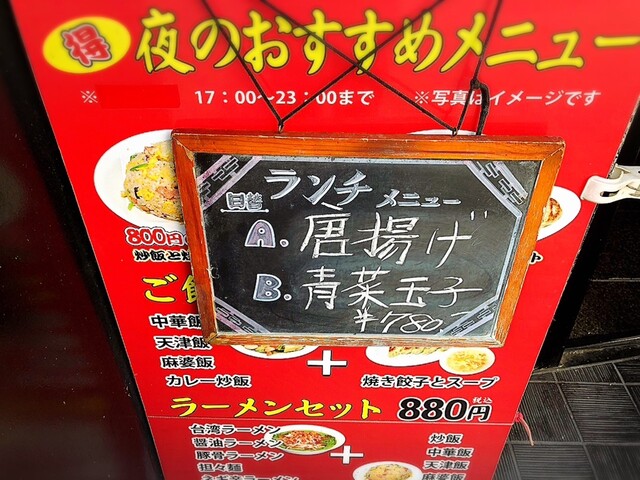 得 夜のおすすめメニュー
※ 17：00～23：00まで ※写真はイメージです
日替 ランチメニュー
A. 唐揚げ
B. 青菜玉子
¥780
800円
炒飯と
ご
中華飯
天津飯
麻婆飯
カレー炒飯
+
焼き餃子とスープ
ラーメンセット 880円 税込
台湾ラーメン
醤油ラーメン
豚骨ラーメン
担々麺
+
炒飯
中華飯
天津飯
麻婆飯